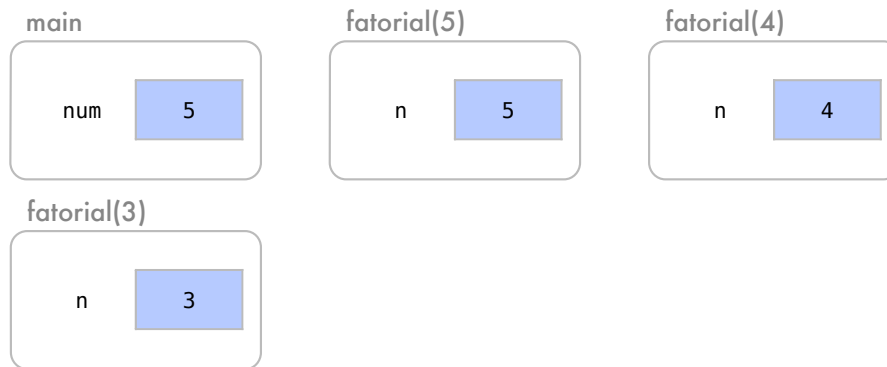 main fatorial(5) fatorial(4)
num 5 n 5 n 4
fatorial(3)
n 3